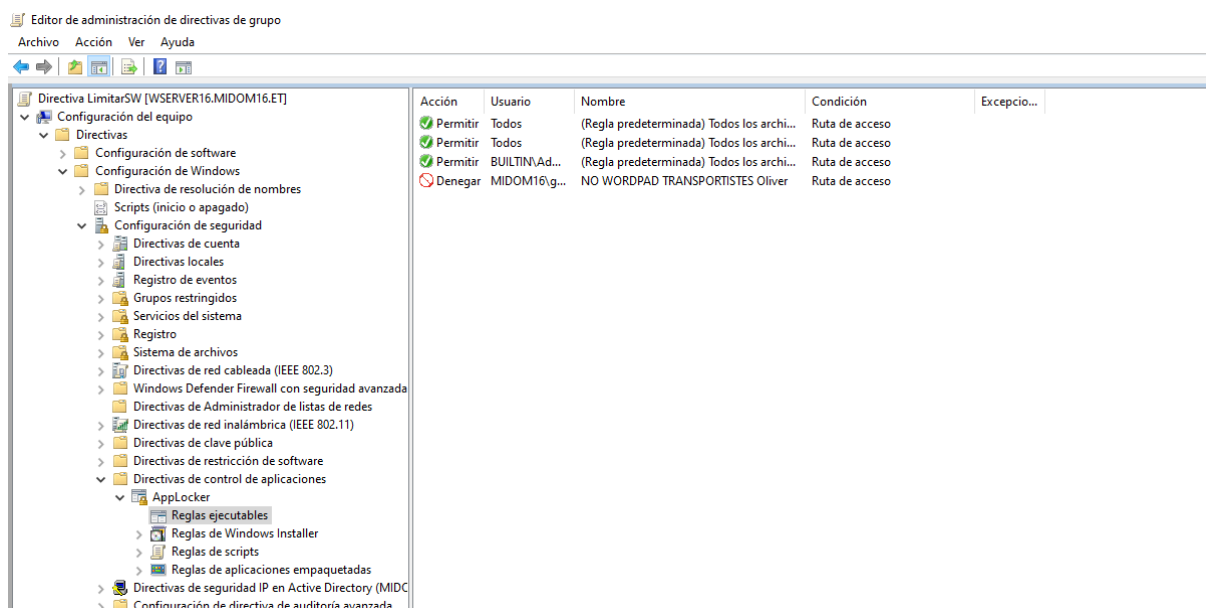 Editor de administración de directivas de grupo
Archivo Acción Ver Ayuda
Directiva LimitarSW [WSERVER16.MIDOM16.ET]
Configuración del equipo
Directivas
Configuración de software
Configuración de Windows
Directiva de resolución de nombres
Scripts (inicio o apagado)
Configuración de seguridad
Directivas de cuenta
Directivas locales
Registro de eventos
Grupos restringidos
Servicios del sistema
Registro
Sistema de archivos
Directivas de red cableada (IEEE 802.3)
Windows Defender Firewall con seguridad avanzada
Directivas de Administrador de listas de redes
Directivas de red inalámbrica (IEEE 802.11)
Directivas de clave pública
Directivas de restricción de software
Directivas de control de aplicaciones
AppLocker
Reglas ejecutables
Reglas de Windows Installer
Reglas de scripts
Reglas de aplicaciones empaquetadas
Directivas de seguridad IP en Active Directory (MIDC
Configuración de directiva de auditoría avanzada
Acción Usuario Nombre Condición Excepcio...
Permitir Todos (Regla predeterminada) Todos los archi... Ruta de acceso
Permitir Todos (Regla predeterminada) Todos los archi... Ruta de acceso
Permitir BUILTIN\Ad... (Regla predeterminada) Todos los archi... Ruta de acceso
Denegar MIDOM16\g... NO WORDPAD TRANSPORTISTES Oliver Ruta de acceso